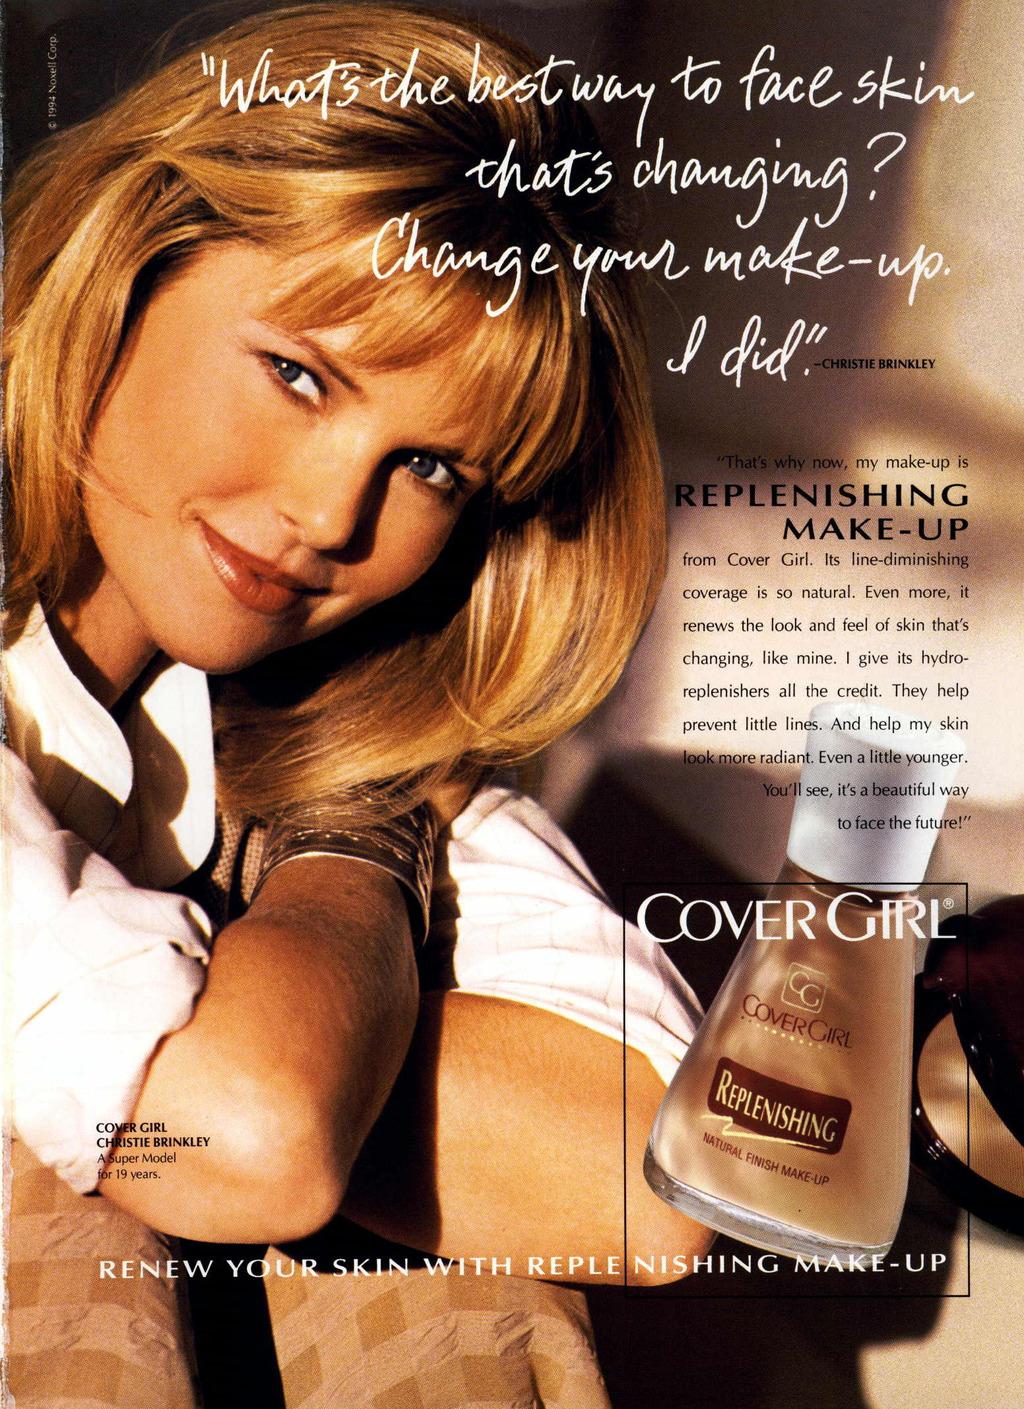 © 1994 Noxell Corp.
"What's the best way to face skin
that's changing?
Change your make-up.
I did."
–CHRISTIE BRINKLEY
"That's why now, my make-up is
REPLENISHING
MAKE-UP
from Cover Girl. Its line-diminishing
coverage is so natural. Even more, it
renews the look and feel of skin that's
changing, like mine. I give its hydro-
replenishers all the credit. They help
prevent little lines. And help my skin
look more radiant. Even a little younger.
You'll see, it's a beautiful way
to face the future!"
COVER GIRL®
CG
COVER GIRL
REPLENISHING
NATURAL FINISH MAKE-UP
COVER GIRL
CHRISTIE BRINKLEY
A Super Model
for 19 years.
RENEW YOUR SKIN WITH REPLENISHING MAKE-UP